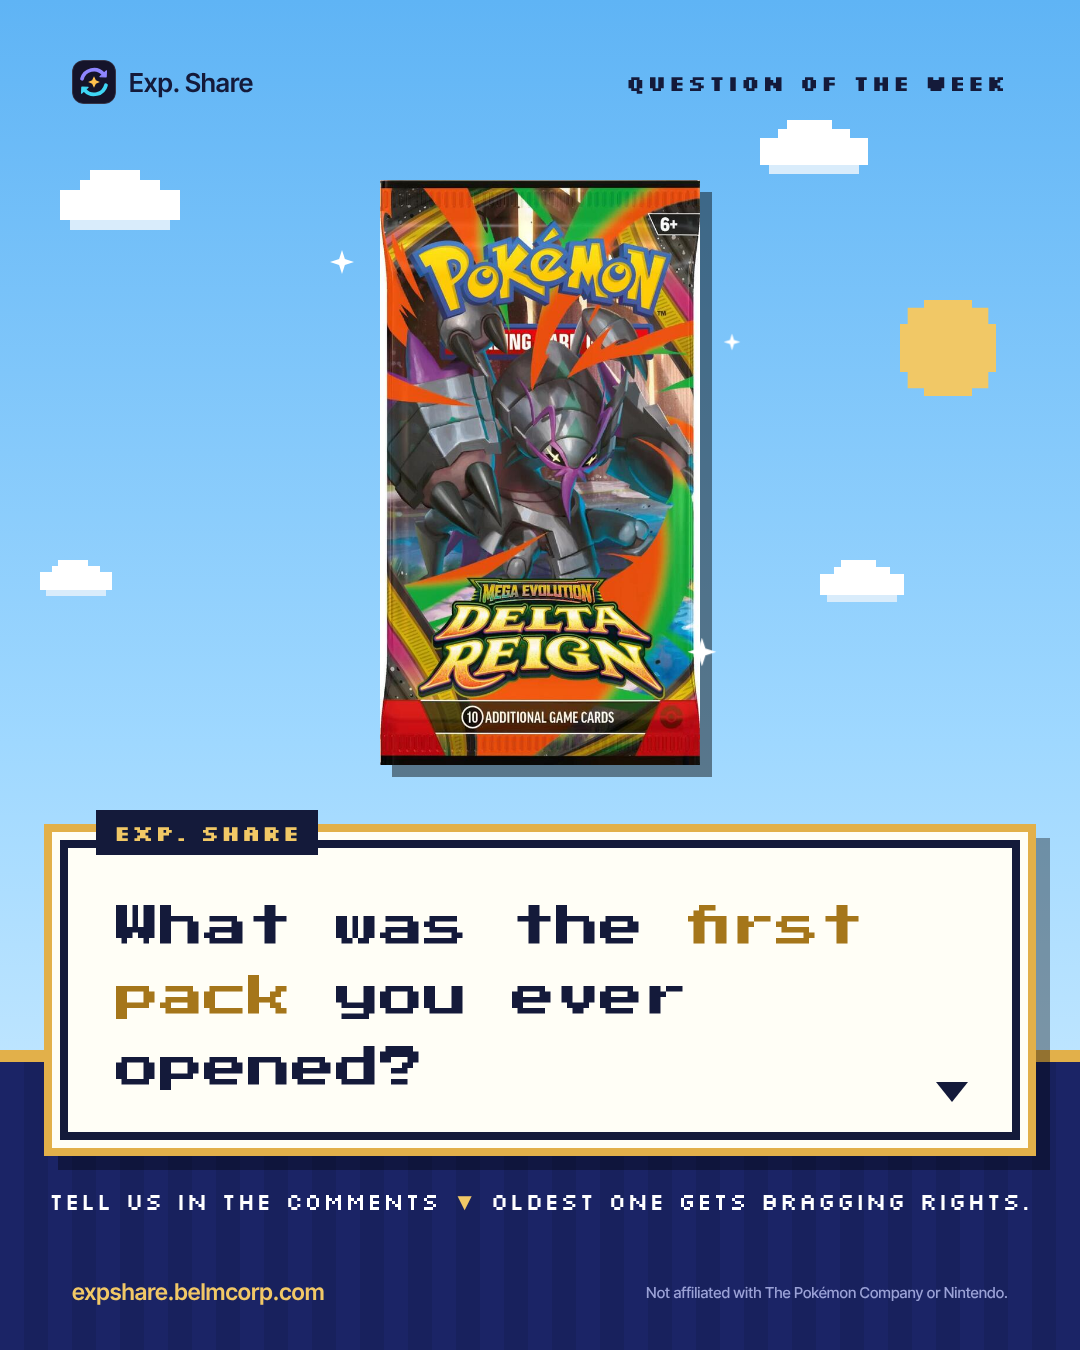 Exp. Share
QUESTION OF THE WEEK
6+
POKéMON
™
MEGA EVOLUTION
DELTA
REIGN
10 ADDITIONAL GAME CARDS
EXP. SHARE
What was the first
pack you ever
opened?
TELL US IN THE COMMENTS ▼ OLDEST ONE GETS BRAGGING RIGHTS.
expshare.belmcorp.com
Not affiliated with The Pokémon Company or Nintendo.